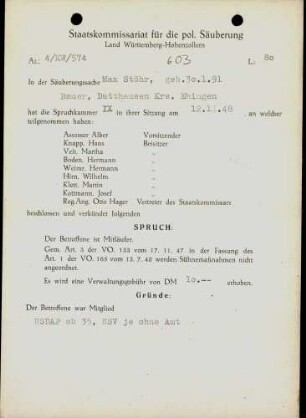 Staatskommissariat für die pol. Säuberung
Land Württemberg-Hohenzollern
Az.: 4/KU/574 603 L: 80
In der Säuberungssache Max Stöhr, geb. 30.1.91
Bauer, Datthausen Krs. Ehingen
hat die Spruchkammer IX in ihrer Sitzung am 12.11.48 , an welcher
teilgenommen haben:
Assessor Alber Vorsitzender
Knapp, Hans Beisitzer
Veit, Martha "
Boden, Hermann "
Weime, Hermann "
Hirn, Wilhelm "
Klett, Martin "
Kottmann, Josef "
Reg.Ang. Otto Hager Vertreter des Staatskommissars
beschlossen und verkündet folgenden
SPRUCH:
Der Betroffene ist Mitläufer.
Gem. Art. 3 der VO. 133 vom 17. 11. 47 in der Fassung des
Art. 1 der VO. 165 vom 13. 7. 48 werden Sühnemaßnahmen nicht
angeordnet.
Es wird eine Verwaltungsgebühr von DM 10.-- erhoben.
Gründe:
Der Betroffene war Mitglied
NSDAP ab 35, NSV je ohne Amt